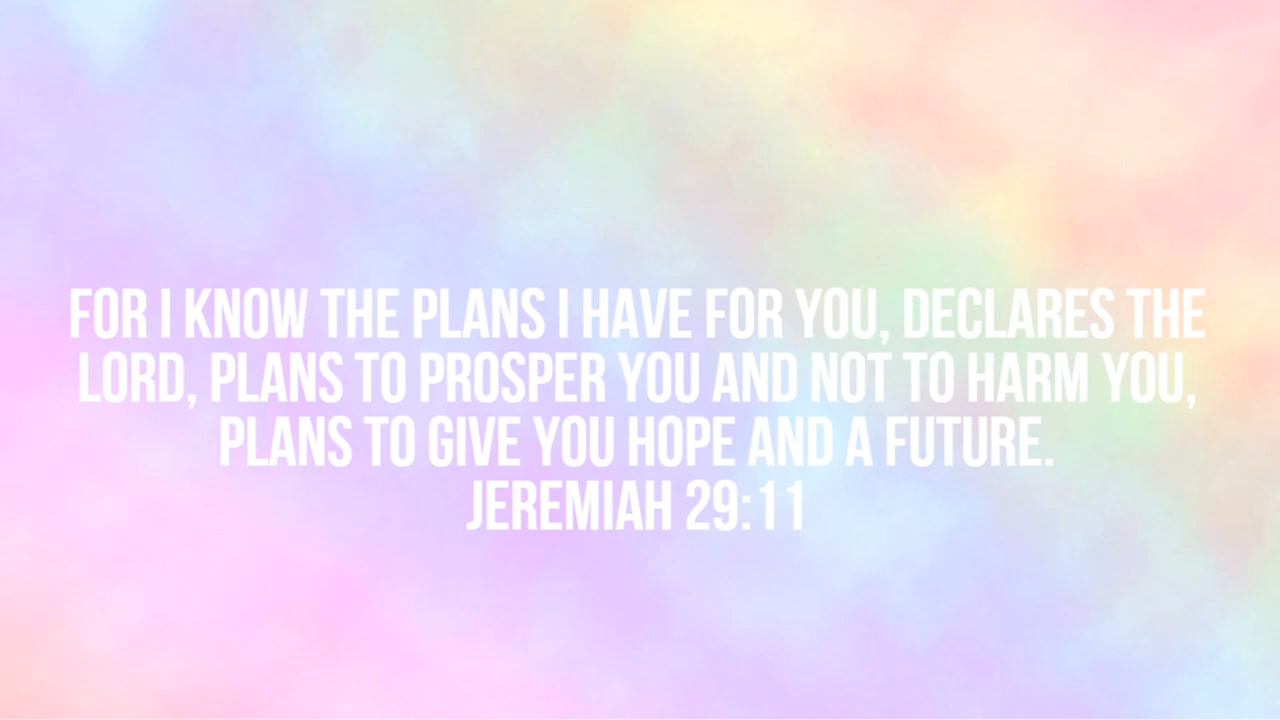 FOR I KNOW THE PLANS I HAVE FOR YOU, DECLARES THE
LORD, PLANS TO PROSPER YOU AND NOT TO HARM YOU,
PLANS TO GIVE YOU HOPE AND A FUTURE.
JEREMIAH 29:11